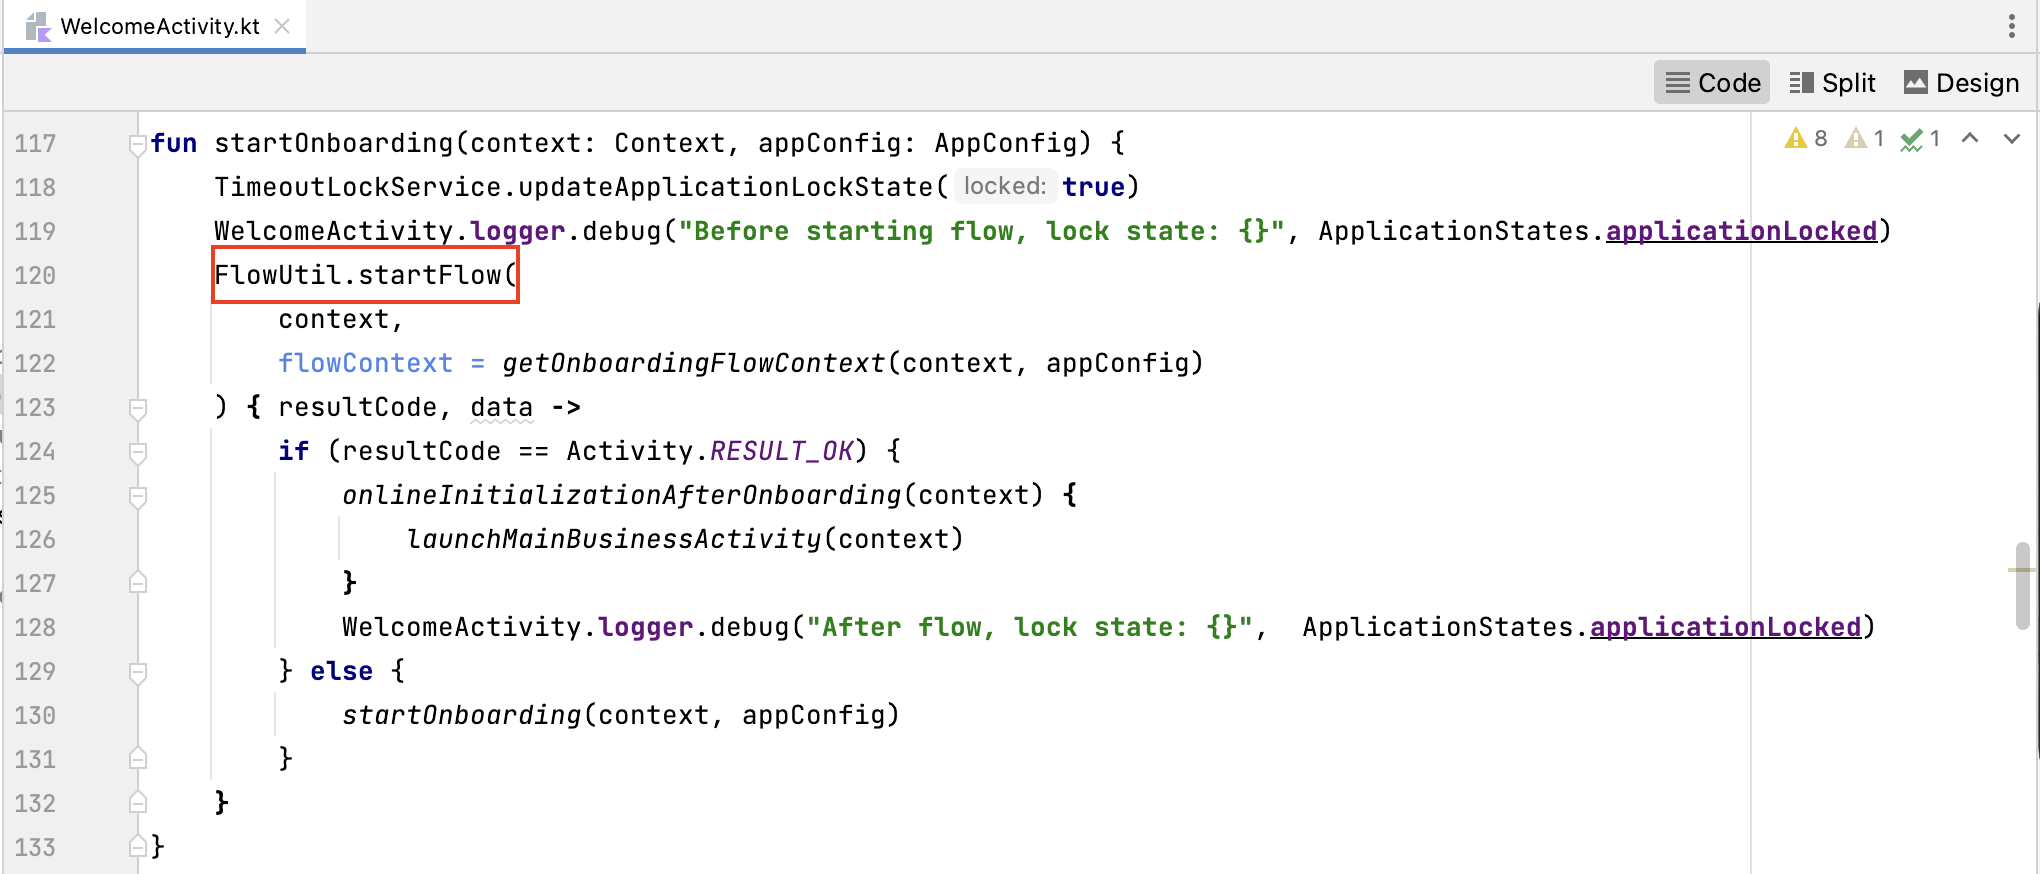 WelcomeActivity.kt
Code Split Design
8 1 1
117 fun startOnboarding(context: Context, appConfig: AppConfig) {
118 TimeoutLockService.updateApplicationLockState( locked: true)
119 WelcomeActivity.logger.debug("Before starting flow, lock state: {}", ApplicationStates.applicationLocked)
120 FlowUtil.startFlow(
121 context,
122 flowContext = getOnboardingFlowContext(context, appConfig)
123 ) { resultCode, data ->
124 if (resultCode == Activity.RESULT_OK) {
125 onlineInitializationAfterOnboarding(context) {
126 launchMainBusinessActivity(context)
127 }
128 WelcomeActivity.logger.debug("After flow, lock state: {}",  ApplicationStates.applicationLocked)
129 } else {
130 startOnboarding(context, appConfig)
131 }
132 }
133 }